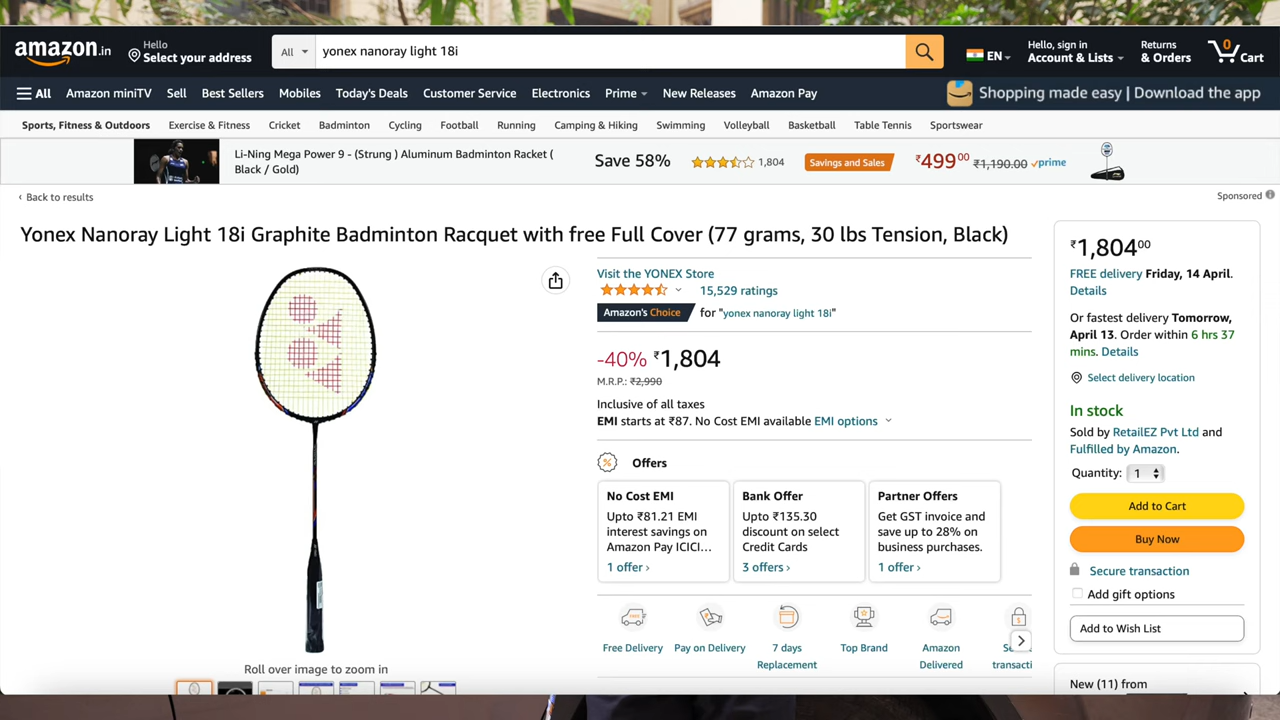 amazon.in
Hello
Select your address
All
yonex nanoray light 18i
EN
Hello, sign in
Account & Lists
Returns
& Orders
0
Cart
All
Amazon miniTV
Sell
Best Sellers
Mobiles
Today's Deals
Customer Service
Electronics
Prime
New Releases
Amazon Pay
Shopping made easy | Download the app
Sports, Fitness & Outdoors
Exercise & Fitness
Cricket
Badminton
Cycling
Football
Running
Camping & Hiking
Swimming
Volleyball
Basketball
Table Tennis
Sportswear
Li-Ning Mega Power 9 - (Strung ) Aluminum Badminton Racket (
Black / Gold)
Save 58%
1,804
Savings and Sales
₹49900
₹1,190.00
prime
‹ Back to results
Sponsored
Yonex Nanoray Light 18i Graphite Badminton Racquet with free Full Cover (77 grams, 30 lbs Tension, Black)
Roll over image to zoom in
Visit the YONEX Store
15,529 ratings
Amazon's Choice
for "yonex nanoray light 18i"
-40% ₹1,804
M.R.P.: ₹2,990
Inclusive of all taxes
EMI starts at ₹87. No Cost EMI available EMI options
Offers
No Cost EMI
Upto ₹81.21 EMI
interest savings on
Amazon Pay ICICI...
1 offer ›
Bank Offer
Upto ₹135.30
discount on select
Credit Cards
3 offers ›
Partner Offers
Get GST invoice and
save up to 28% on
business purchases.
1 offer ›
Free Delivery
Pay on Delivery
7 days
Replacement
Top Brand
Amazon
Delivered
₹1,80400
FREE delivery Friday, 14 April.
Details
Or fastest delivery Tomorrow,
April 13. Order within 6 hrs 37
mins. Details
Select delivery location
In stock
Sold by RetailEZ Pvt Ltd and
Fulfilled by Amazon.
Quantity: 1
Add to Cart
Buy Now
Secure transaction
Add gift options
Add to Wish List
New (11) from